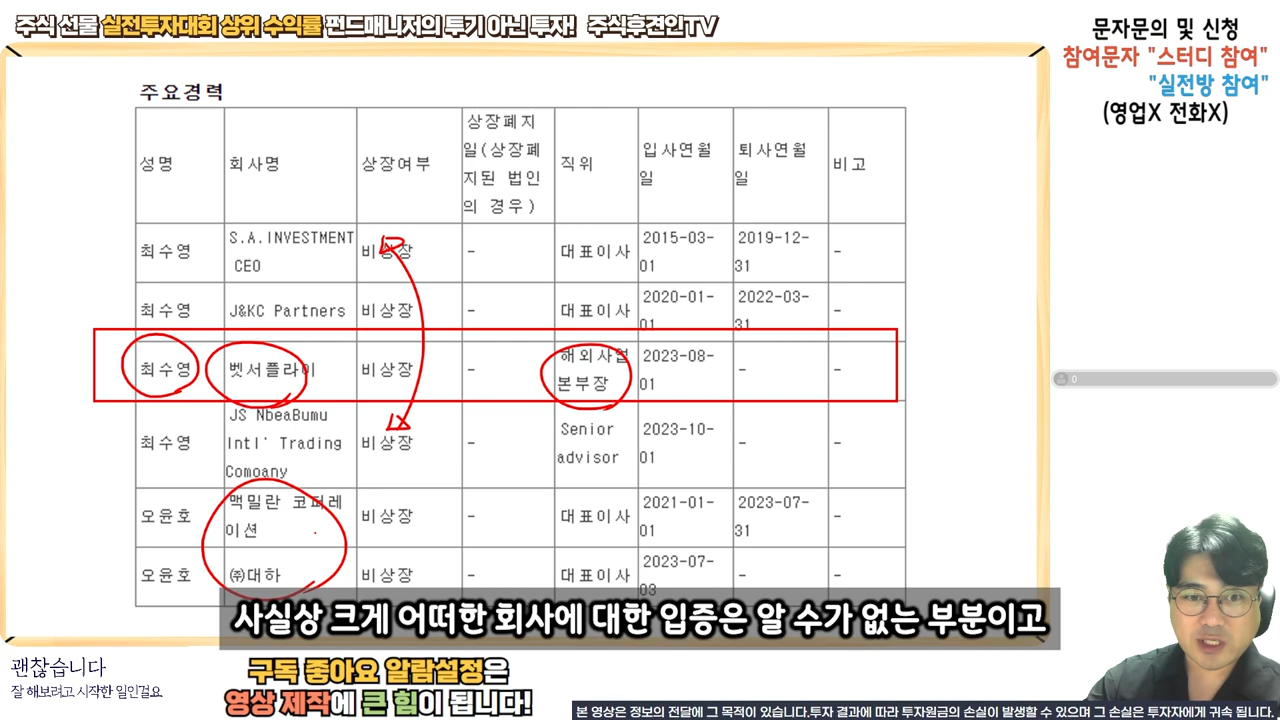 주식 선물 실전투자대회 상위 수익률 펀드매니저의 투기 아닌 투자! 주식후견인TV
문자문의 및 신청
참여문자 "스터디 참여"
"실전방 참여"
(영업X 전화X)
주요경력
성명 회사명 상장여부 상장폐지일(상장폐지된 법인의 경우) 직위 입사연월일 퇴사연월일 비고
최수영 S.A.INVESTMENT CEO 비상장 - 대표이사 2015-03-01 2019-12-31 -
최수영 J&KC Partners 비상장 - 대표이사 2020-01-01 2022-03-31 -
최수영 벳서플라이 비상장 - 해외사업본부장 2023-08-01 - -
최수영 JS NbeaBumu Intl' Trading Comoany 비상장 - Senior advisor 2023-10-01 - -
오윤호 맥밀란 코퍼레이션 비상장 - 대표이사 2021-01-01 2023-07-31 -
오윤호 ㈜대하 비상장 - 대표이사 2023-07-03 - -
0
사실상 크게 어떠한 회사에 대한 입증은 알 수가 없는 부분이고
괜찮습니다
잘 해보려고 시작한 일인걸요
구독 좋아요 알람설정은
영상 제작에 큰 힘이 됩니다!
본 영상은 정보의 전달에 그 목적이 있습니다.투자 결과에 따라 투자원금의 손실이 발생할 수 있으며 그 손실은 투자자에게 귀속 됩니다.